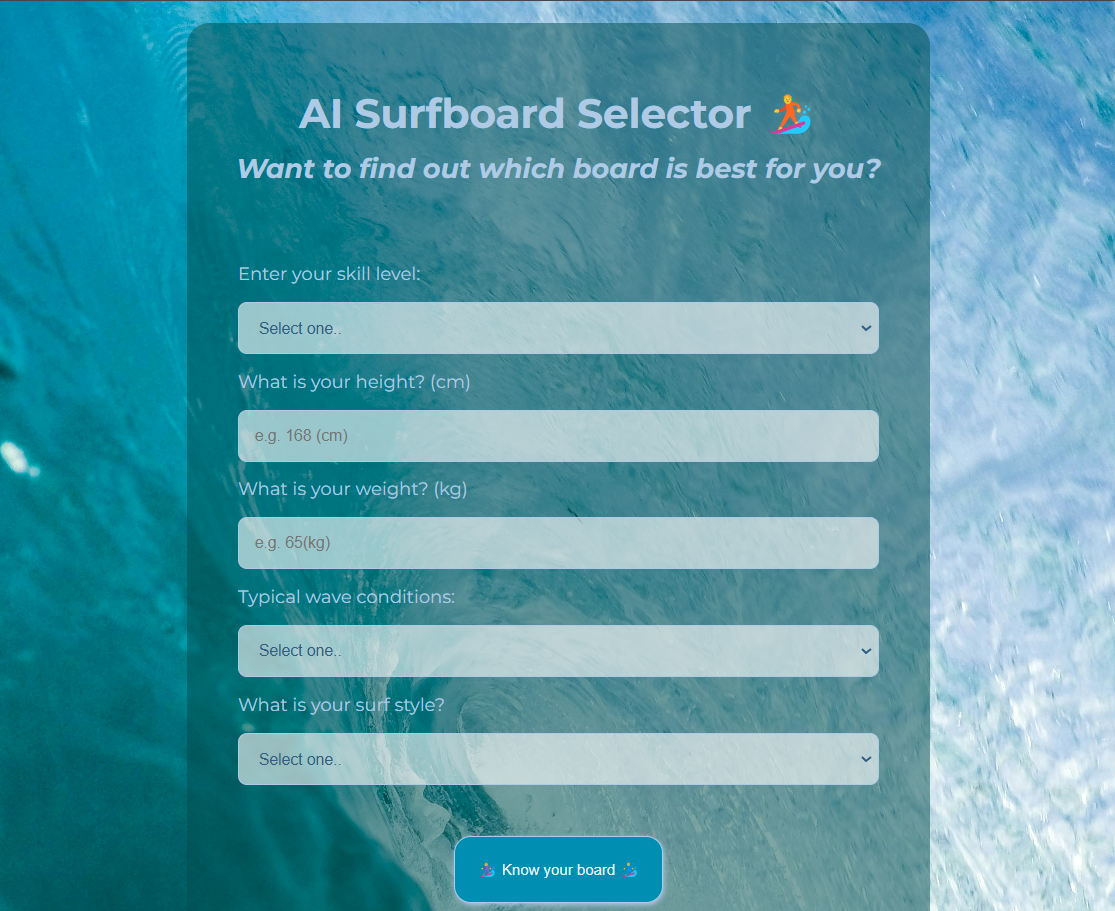 AI Surfboard Selector 🏄
Want to find out which board is best for you?
Enter your skill level:
Select one..
What is your height? (cm)
e.g. 168 (cm)
What is your weight? (kg)
e.g. 65(kg)
Typical wave conditions:
Select one..
What is your surf style?
Select one..
🏄 Know your board 🏄